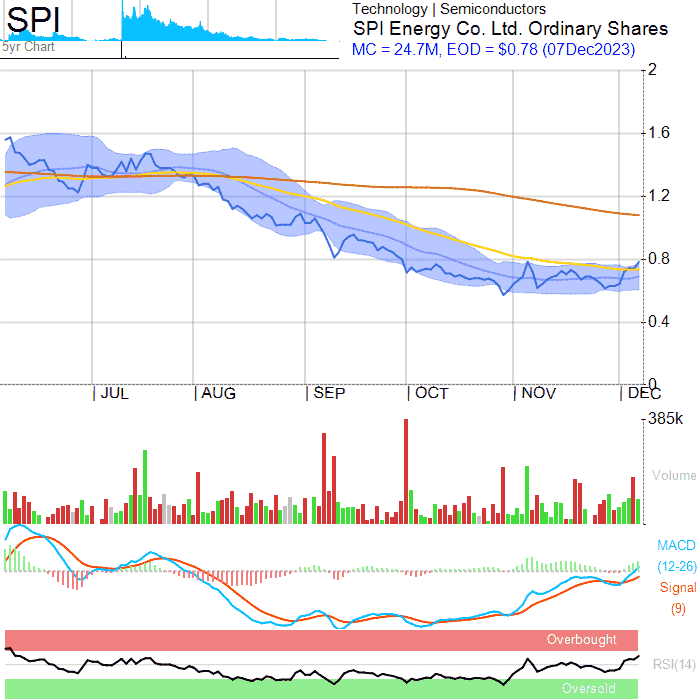 SPI
5yr Chart
Technology | Semiconductors
SPI Energy Co. Ltd. Ordinary Shares
MC = 24.7M, EOD = $0.78 (07Dec2023)
2
1.6
1.2
0.8
0.4
0
JUL AUG SEP OCT NOV DEC
385k
Volume
MACD
(12-26)
Signal
(9)
Overbought
RSI(14)
Oversold